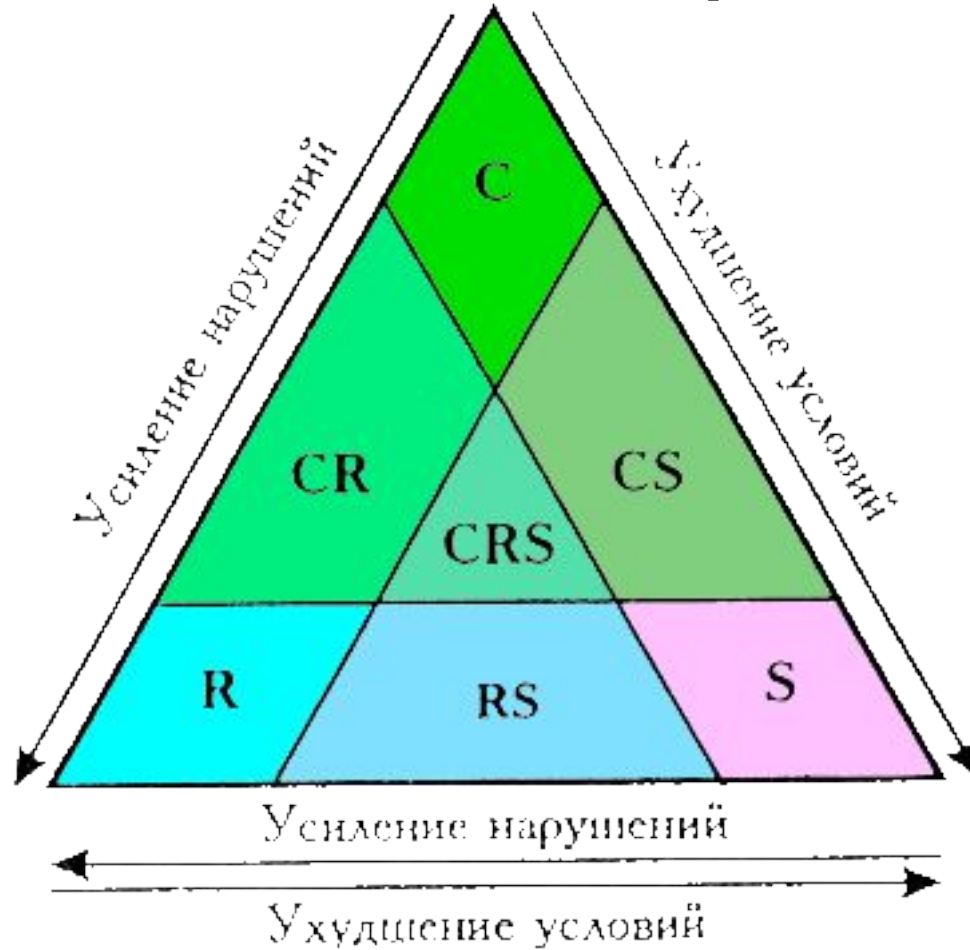 C
Усиление нарушений
Ухудшение условий
CR
CS
CRS
R
RS
S
Усиление нарушений
Ухудшение условий